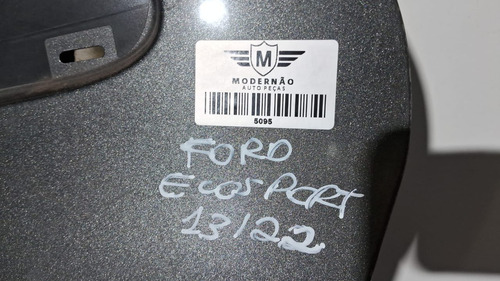 M
MODERNÃO
AUTO PEÇAS
5095
FORD
ECOSPORT
13/22